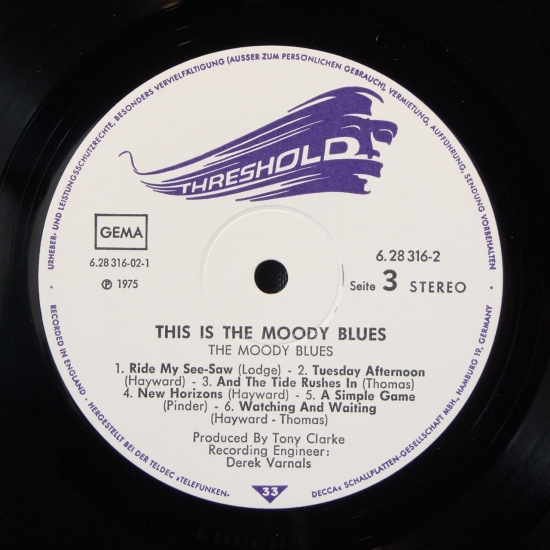 URHEBER- UND LEISTUNGSSCHUTZRECHTE, BESONDERS VERVIELFÄLTIGUNG (AUSSER ZUM PERSÖNLICHEN GEBRAUCH), VERMIETUNG, AUFFÜHRUNG, SENDUNG VORBEHALTEN
THRESHOLD
GEMA
6.28 316-02-1
℗ 1975
6.28 316-2
Seite 3 STEREO
THIS IS THE MOODY BLUES
THE MOODY BLUES
1. Ride My See-Saw (Lodge) - 2. Tuesday Afternoon
(Hayward) - 3. And The Tide Rushes In (Thomas)
4. New Horizons (Hayward) - 5. A Simple Game
(Pinder) - 6. Watching And Waiting
(Hayward - Thomas)
Produced By Tony Clarke
Recording Engineer:
Derek Varnals
33
RECORDED IN ENGLAND - HERGESTELLT BEI DER TELDEC »TELEFUNKEN-DECCA« SCHALLPLATTEN-GESELLSCHAFT MBH., HAMBURG 19, GERMANY